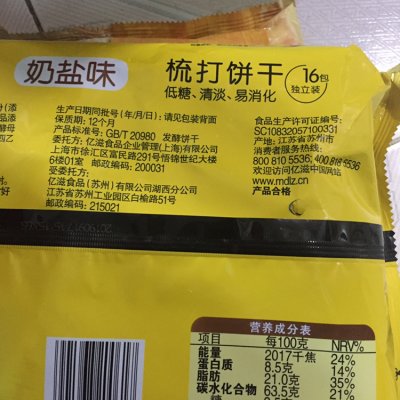 奶盐味
梳打饼干
16包
独立装
低糖、清淡、易消化
生产日期同批号(年/月/日):请见包装背面
保质期:12个月
产品标准号:GB/T 20980 发酵饼干
委托方:亿滋食品企业管理(上海)有限公司
上海市徐汇区富民路291号悟锦世纪大楼
6楼01室 邮政编码:200031
受委托方:
亿滋食品(苏州)有限公司湖西分公司
江苏省苏州工业园区白榆路51号
邮政编码:215021
食品生产许可证编号:
SC10832057100331
产地:江苏省苏州市
消费者服务热线:
800 810 5536; 400 818 5536
欢迎访问亿滋中国网站
www.mdlz.cn
产品合格
营养成分表
项目 每100克 NRV%
能量 2017千焦 24%
蛋白质 8.5克 14%
脂肪 21.0克 35%
碳水化合物 63.5克 21%
糖